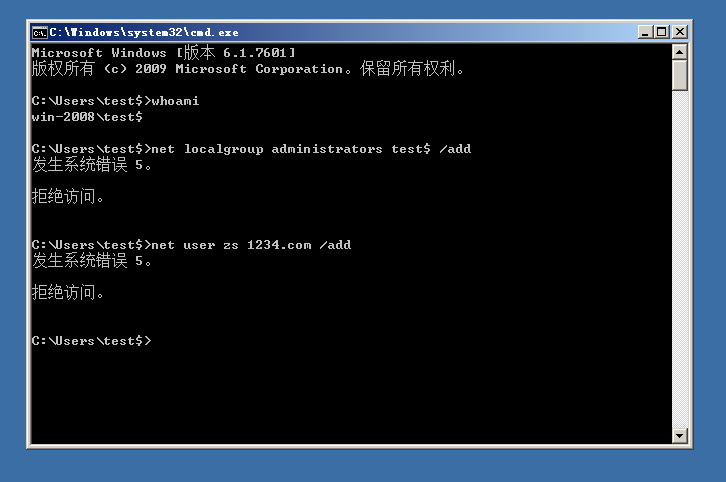 C:\Windows\system32\cmd.exe
Microsoft Windows [版本 6.1.7601]
版权所有 (c) 2009 Microsoft Corporation。保留所有权利。
C:\Users\test$>whoami
win-2008\test$
C:\Users\test$>net localgroup administrators test$ /add
发生系统错误 5。
拒绝访问。
C:\Users\test$>net user zs 1234.com /add
发生系统错误 5。
拒绝访问。
C:\Users\test$>